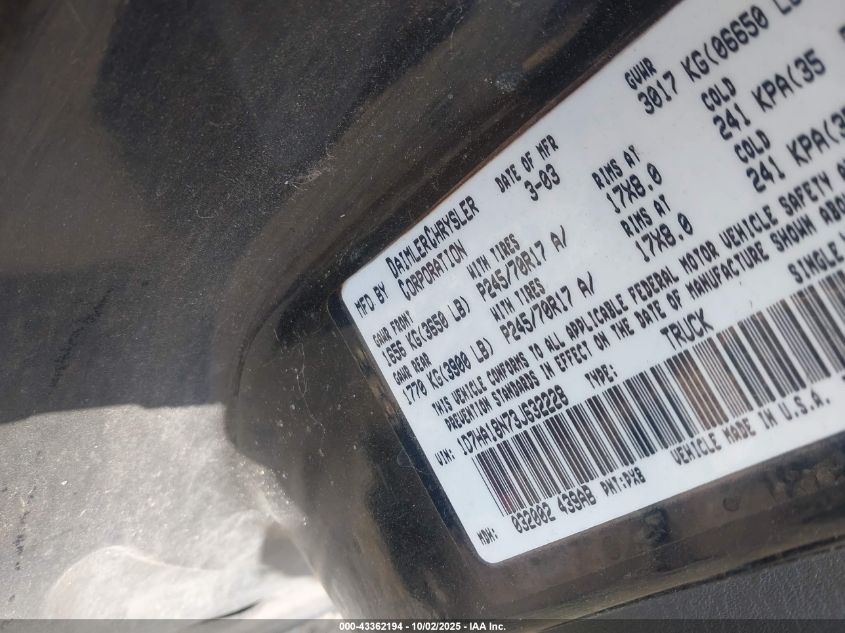 MFD BY DAIMLERCHRYSLER CORPORATION DATE OF MFR 3-03 GVWR 3017 KG(06650 LB
GAWR FRONT 1656 KG(3650 LB) WITH TIRES P245/70R17 A/ RIMS AT 17X8.0 COLD 241 KPA(35
GAWR REAR 1770 KG(3900 LB) WITH TIRES P245/70R17 A/ RIMS AT 17X8.0 COLD 241 KPA(35
THIS VEHICLE CONFORMS TO ALL APPLICABLE FEDERAL MOTOR VEHICLE SAFETY
PREVENTION STANDARDS IN EFFECT ON THE DATE OF MANUFACTURE SHOWN
VIN: 1D7HA18N73J632228 TYPE: TRUCK SINGLE
MDH: 032002 439AB PNT:PXB VEHICLE MADE IN U.S.A.
000-43362194 - 10/02/2025 - IAA Inc.